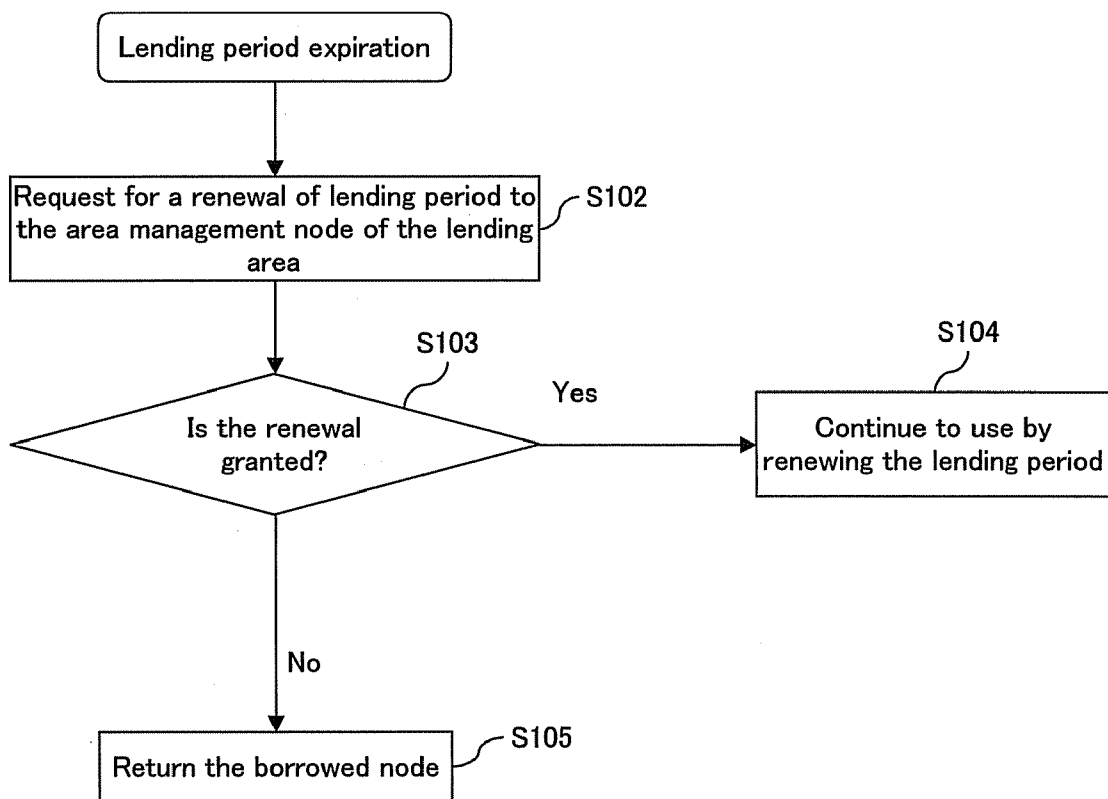 Lending period expiration
Request for a renewal of lending period to
the area management node of the lending
area
S102
S103
Is the renewal
granted?
Yes
S104
Continue to use by
renewing the lending period
No
S105
Return the borrowed node